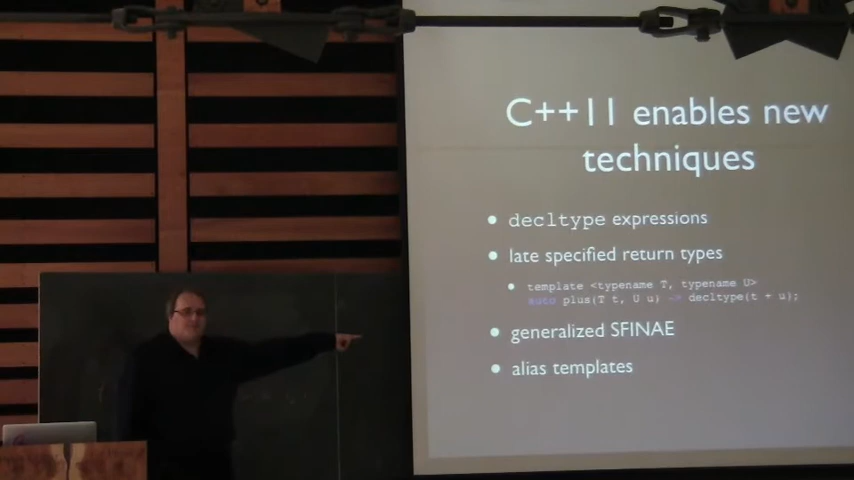 C++11 enables new
techniques
decltype expressions
late specified return types
template <typename T, typename U>
auto plus(T t, U u) -> decltype(t + u);
generalized SFINAE
alias templates